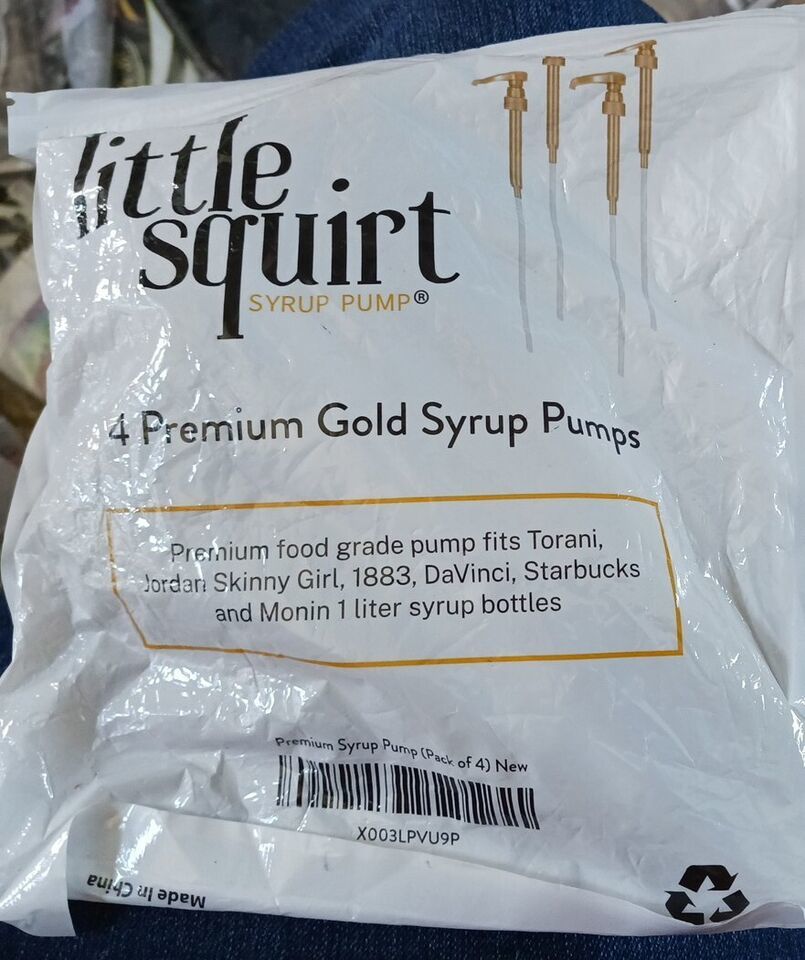 little
squirt
SYRUP PUMP®
4 Premium Gold Syrup Pumps
Premium food grade pump fits Torani,
Jordan Skinny Girl, 1883, DaVinci, Starbucks
and Monin 1 liter syrup bottles
Premium Syrup Pump (Pack of 4) New
X003LPVU9P
Made In China